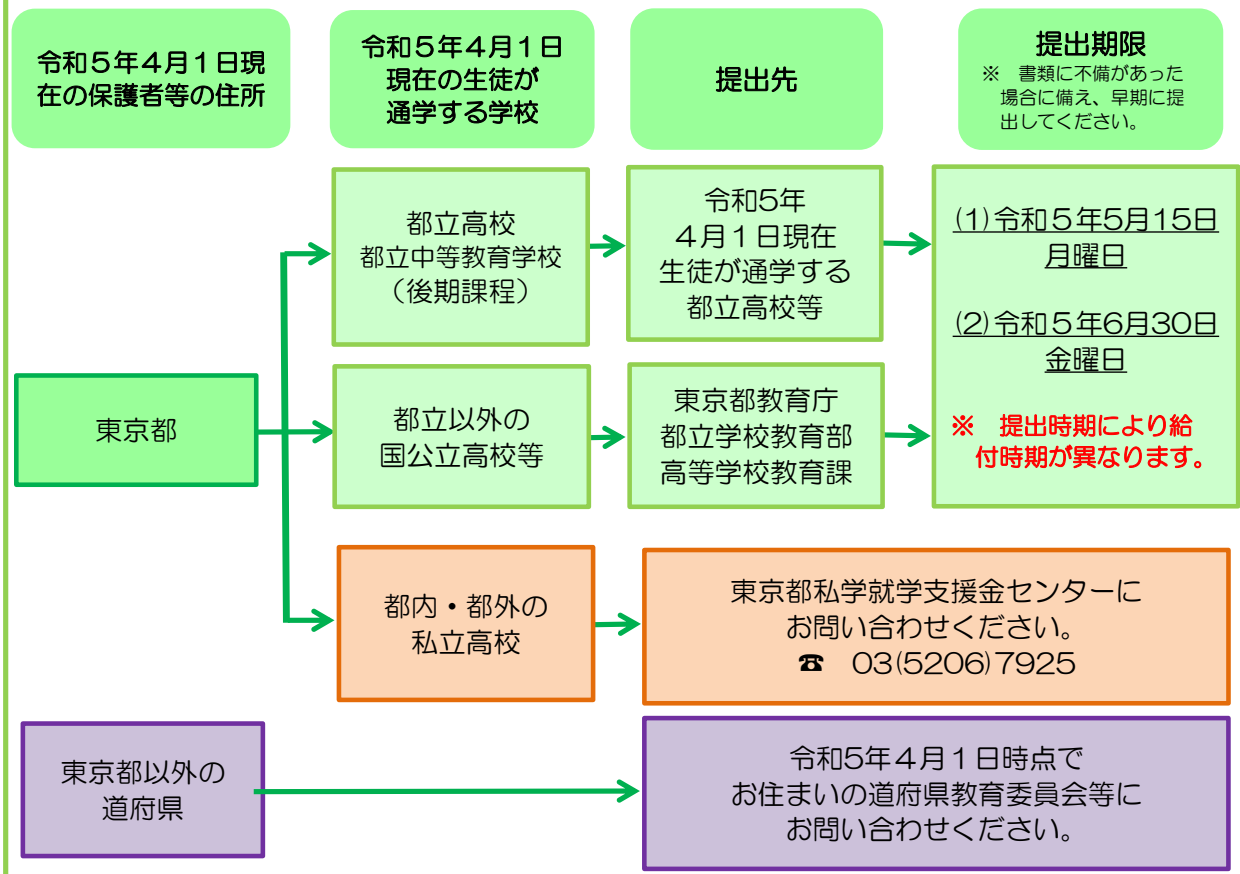 令和５年４月１日現
在の保護者等の住所
令和５年４月１日
現在の生徒が
通学する学校
提出先
提出期限
※　書類に不備があった
場合に備え、早期に提
出してください。
都立高校
都立中等教育学校
（後期課程）
令和5年
４月１日現在
生徒が通学する
都立高校等
(1)令和５年5月15日
月曜日
(2)令和５年6月30日
金曜日
※　提出時期により給
付時期が異なります。
東京都
都立以外の
国公立高校等
東京都教育庁
都立学校教育部
高等学校教育課
都内・都外の
私立高校
東京都私学就学支援金センターに
お問い合わせください。
☎　03(5206)7925
東京都以外の
道府県
令和5年４月１日時点で
お住まいの道府県教育委員会等に
お問い合わせください。